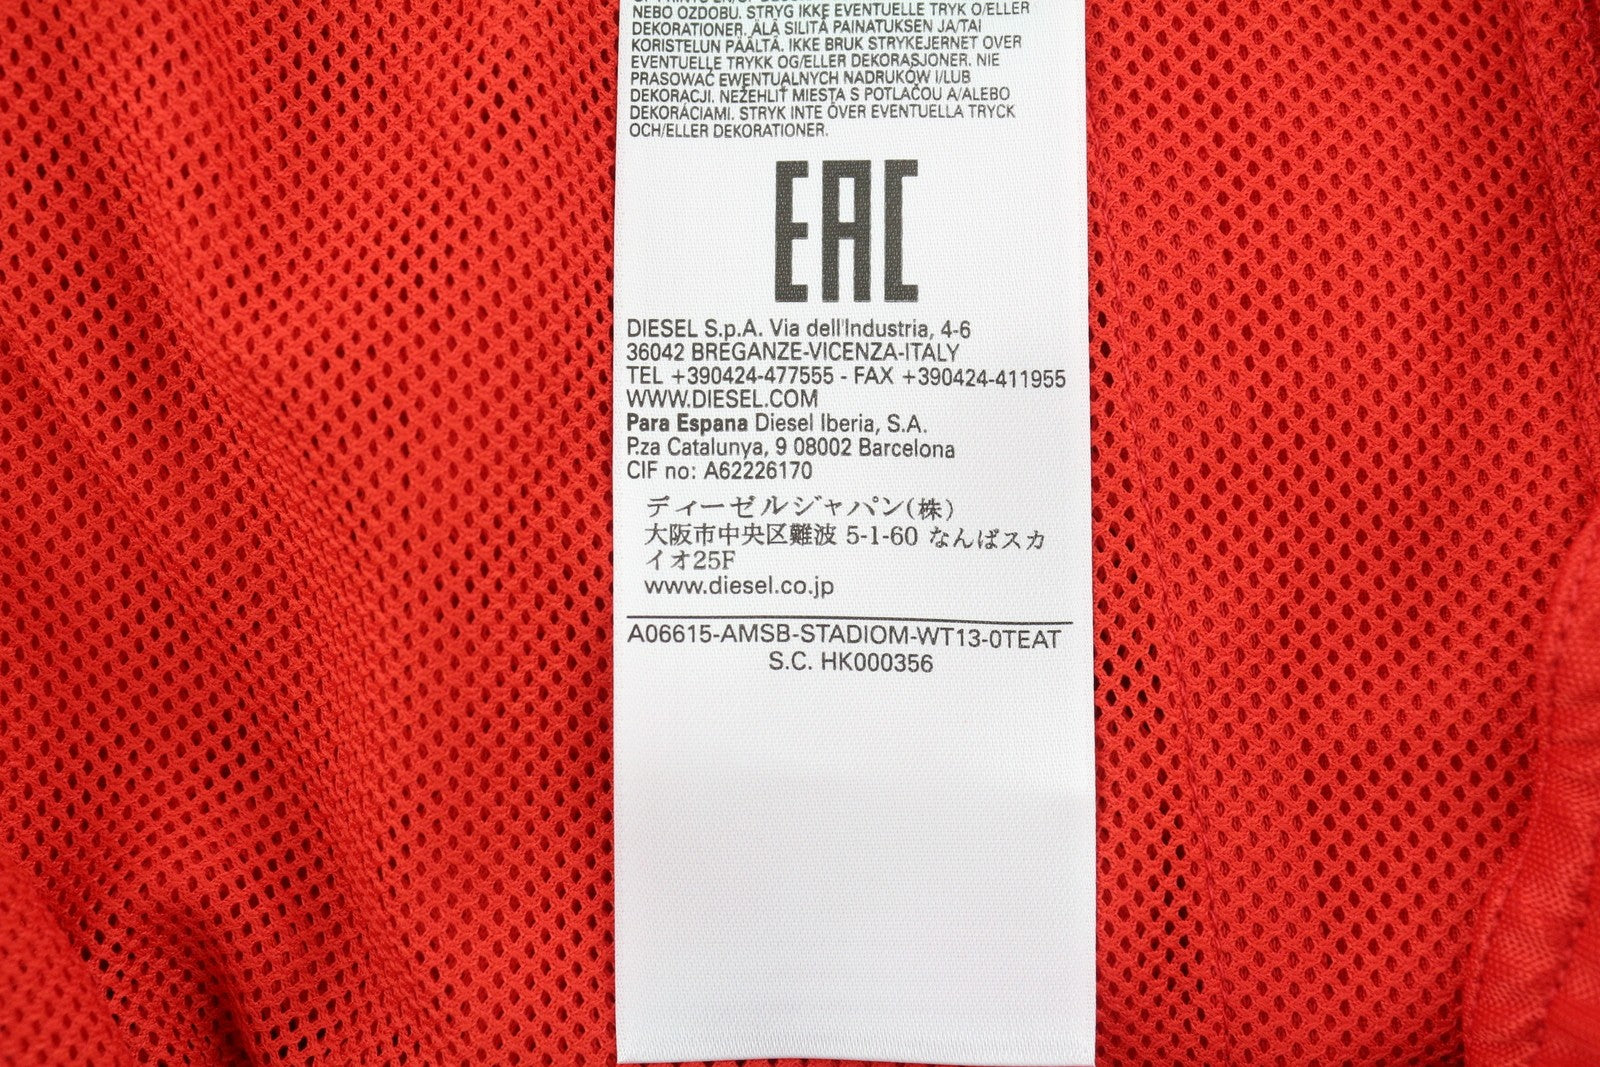 NEBO OZDOBU. STRYG IKKE EVENTUELLE TRYK O/ELLER
DEKORATIONER. ÄLÄ SILITÄ PAINATUKSEN JA/TAI
KORISTELUN PÄÄLTÄ. IKKE BRUK STRYKEJERNET OVER
EVENTUELLE TRYKK OG/ELLER DEKORASJONER. NIE
PRASOWAĆ EWENTUALNYCH NADRUKÓW I/LUB
DEKORACJI. NEŽEHLIT MIESTA S POTLAČOU A/ALEBO
DEKORÁCIAMI. STRYK INTE ÖVER EVENTUELLA TRYCK
OCH/ELLER DEKORATIONER.
EAC
DIESEL S.p.A. Via dell'Industria, 4-6
36042 BREGANZE-VICENZA-ITALY
TEL +390424-477555 - FAX +390424-411955
WWW.DIESEL.COM
Para Espana Diesel Iberia, S.A.
P.za Catalunya, 9 08002 Barcelona
CIF no: A62226170
ディーゼルジャパン(株)
大阪市中央区難波 5-1-60 なんばスカ
イオ25F
www.diesel.co.jp
A06615-AMSB-STADIOM-WT13-0TEAT
S.C. HK000356